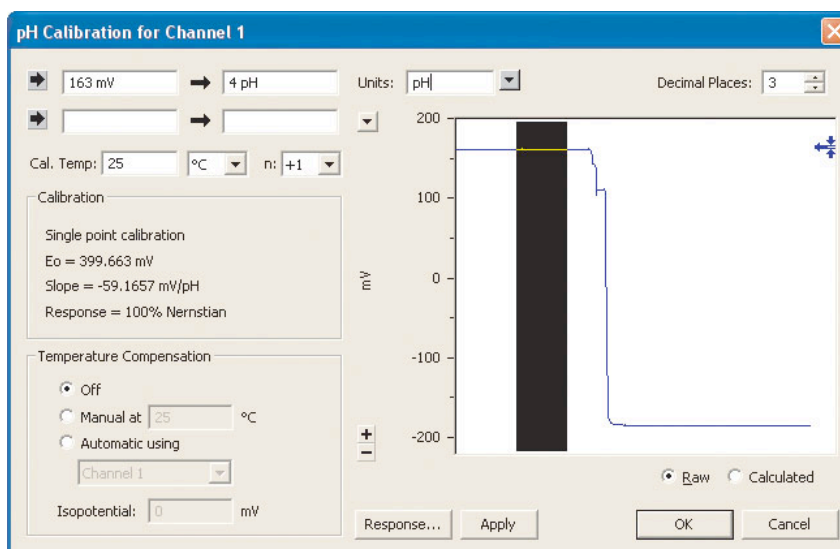 pH Calibration for Channel 1
163 mV
4 pH
Units:
pH
Decimal Places:
3
Cal. Temp:
25
°C
n:
+1
Calibration
Single point calibration
Eo = 399.663 mV
Slope = -59.1657 mV/pH
Response = 100% Nernstian
Temperature Compensation
Off
Manual at
25
°C
Automatic using
Channel 1
Isopotential:
0
mV
200
100
0
-100
-200
mV
+
−
Raw
Calculated
Response...
Apply
OK
Cancel